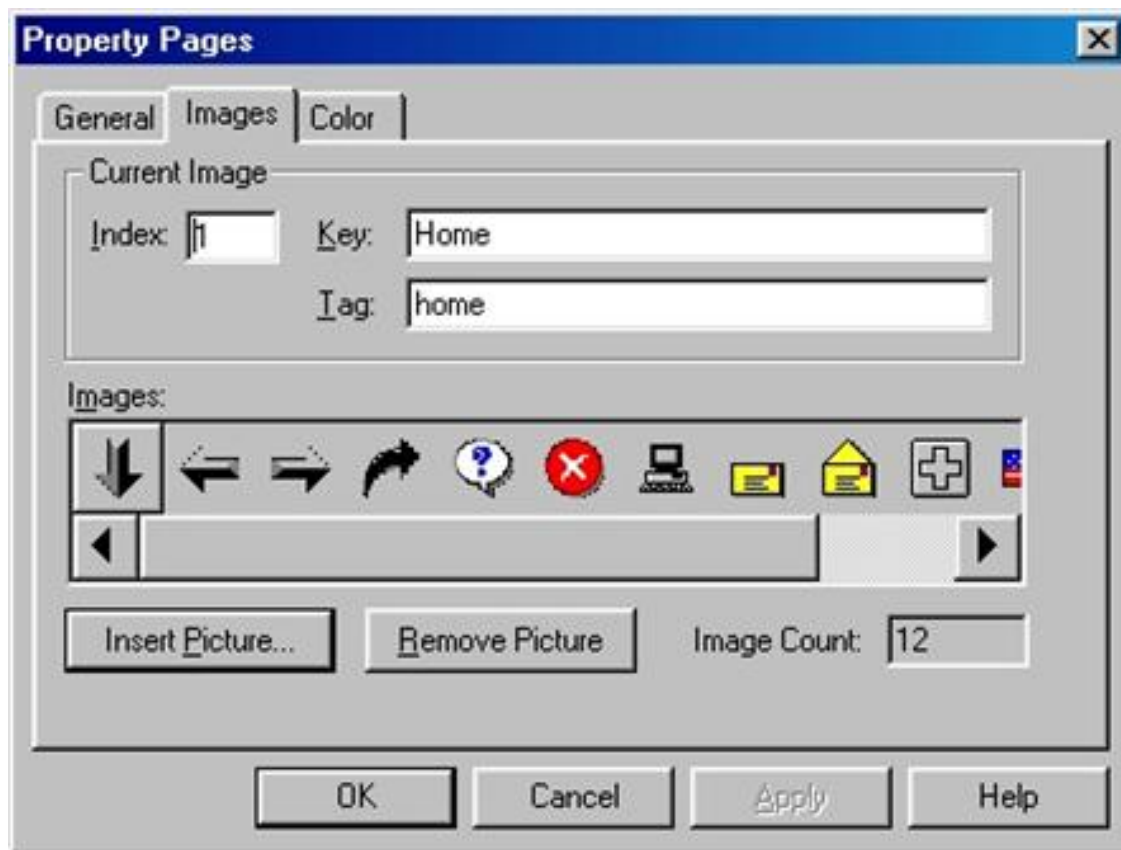 Property Pages
General Images Color
Current Image
Index: 1 Key: Home
Tag: home
Images:
?
Insert Picture... Remove Picture Image Count: 12
OK Cancel Apply Help